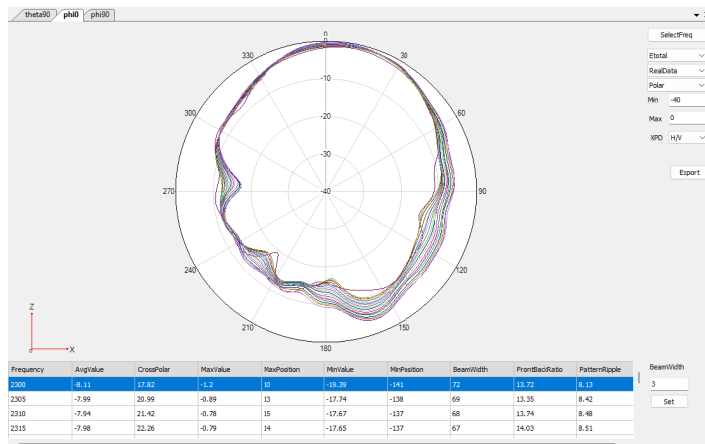 theta90 phi0 phi90
SelectFreq
Etotal
RealData
Polar
Min -40
Max 0
XPD H/V
Export
0
0
330 30
-10
300 60
-20
-30
270 -40 90
240 120
210 150
180
Z
X
Frequency AvgValue CrossPolar MaxValue MaxPosition MinValue MinPosition BeamWidth FrontBackRatio PatternRipple
2300 -8.11 17.82 -1.2 10 -19.39 -141 72 13.72 8.13
2305 -7.99 20.99 -0.89 13 -17.74 -138 69 13.35 8.42
2310 -7.94 21.42 -0.78 15 -17.67 -137 68 13.74 8.48
2315 -7.98 22.26 -0.79 14 -17.65 -137 67 14.03 8.51
BeamWidth
3
Set